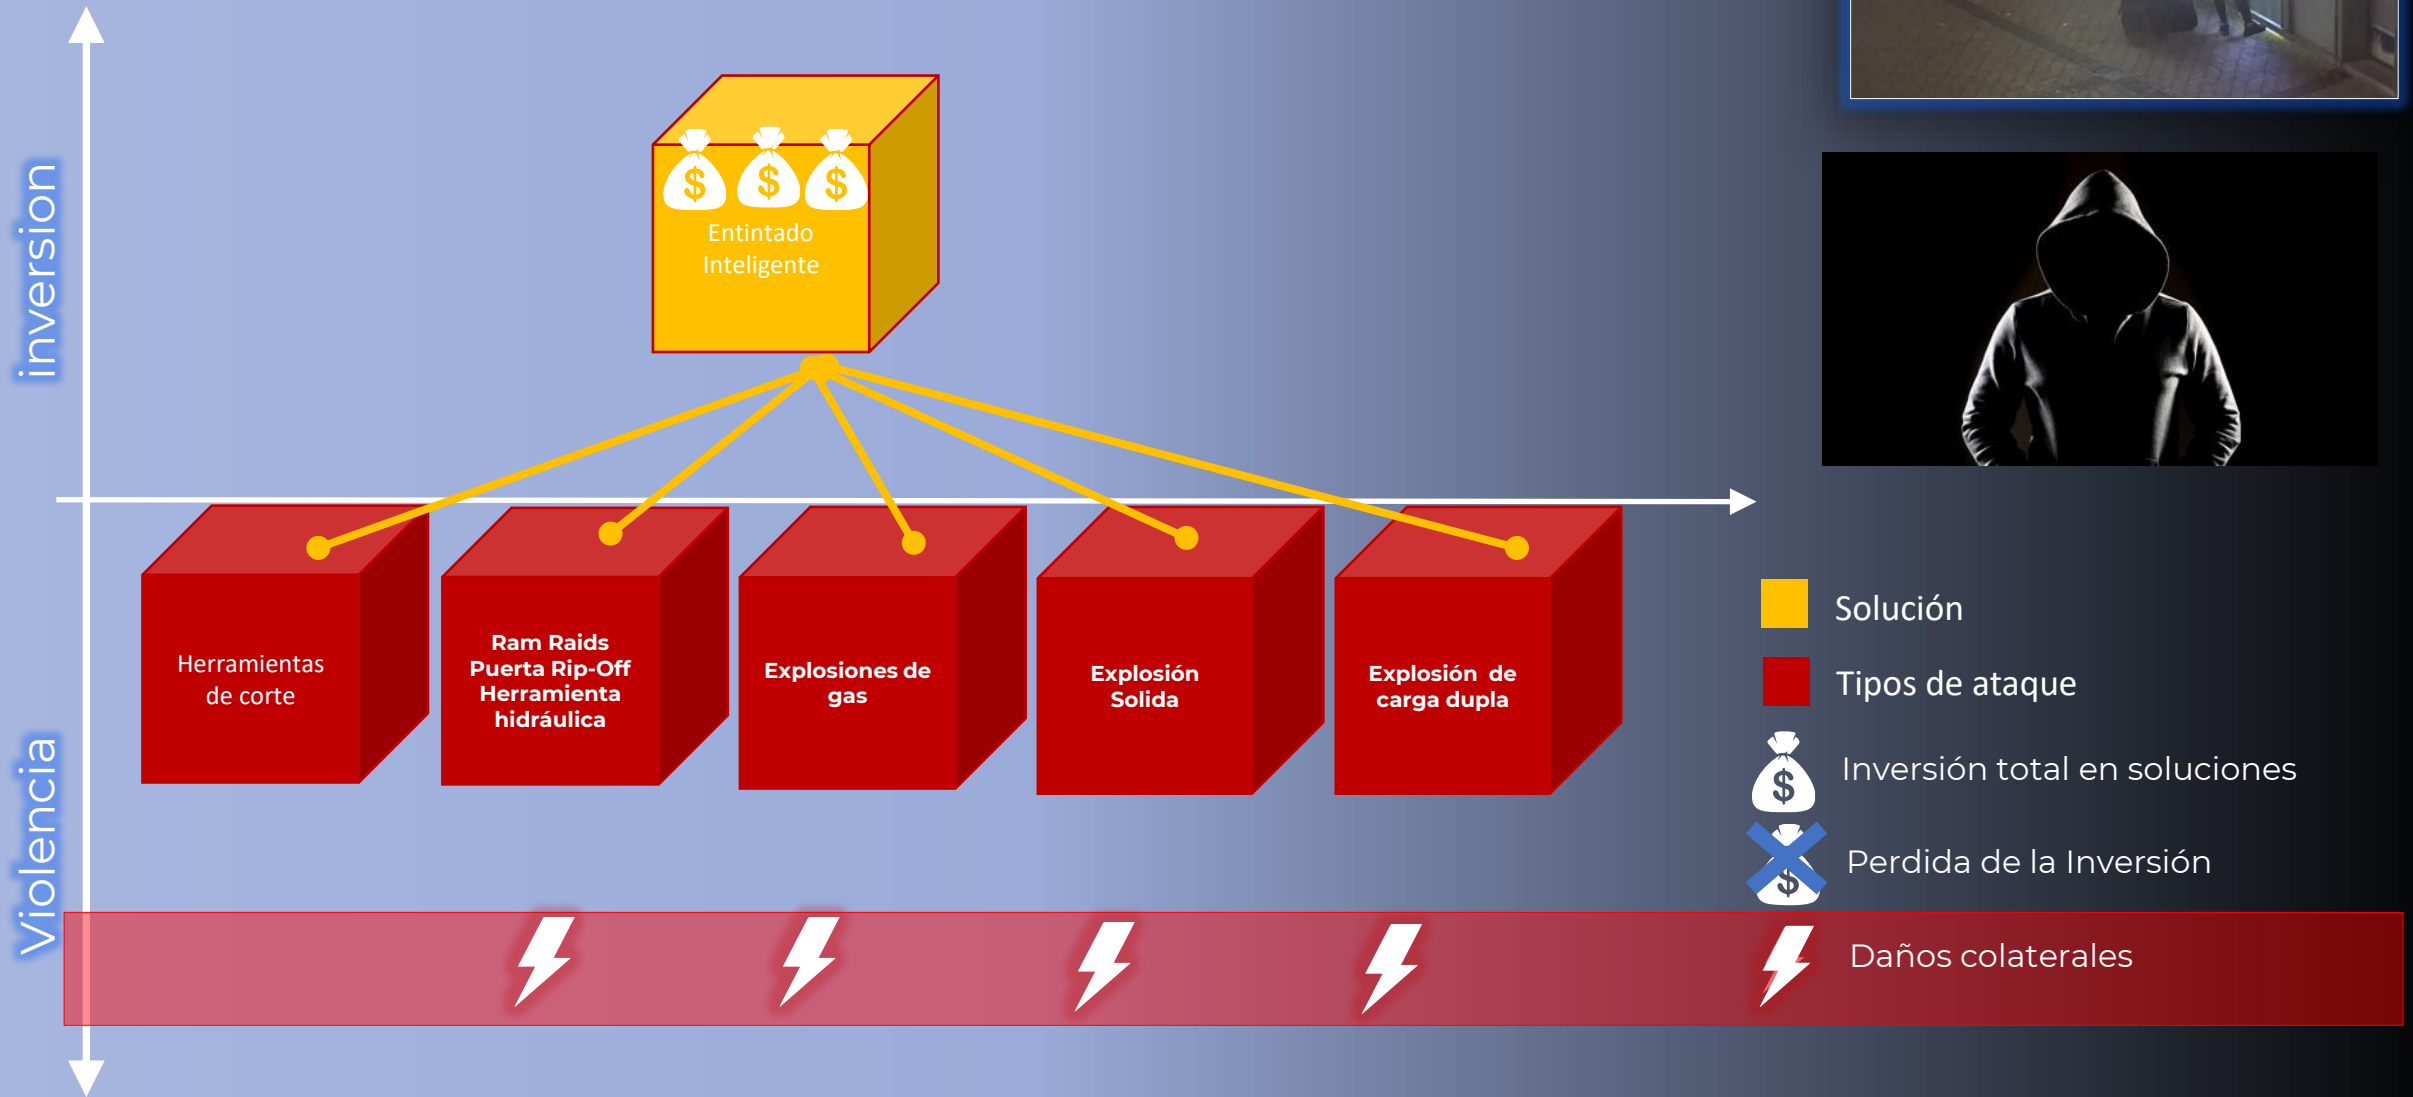 inversion
Violencia
$ $ $
Entintado
Inteligente
Herramientas
de corte
Ram Raids
Puerta Rip-Off
Herramienta
hidráulica
Explosiones de
gas
Explosión
Solida
Explosión de
carga dupla
Solución
Tipos de ataque
$
Inversión total en soluciones
$
Perdida de la Inversión
Daños colaterales